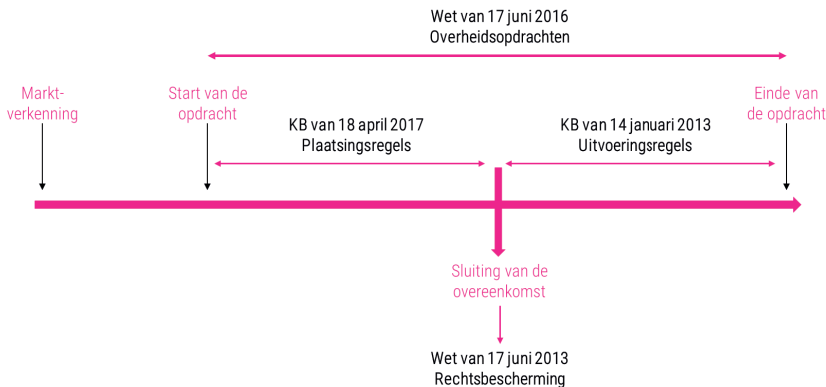 Wet van 17 juni 2016
Overheidsopdrachten
Markt-
verkenning
Start van de
opdracht
Einde van
de opdracht
KB van 18 april 2017
Plaatsingsregels
KB van 14 januari 2013
Uitvoeringsregels
Sluiting van de
overeenkomst
Wet van 17 juni 2013
Rechtsbescherming